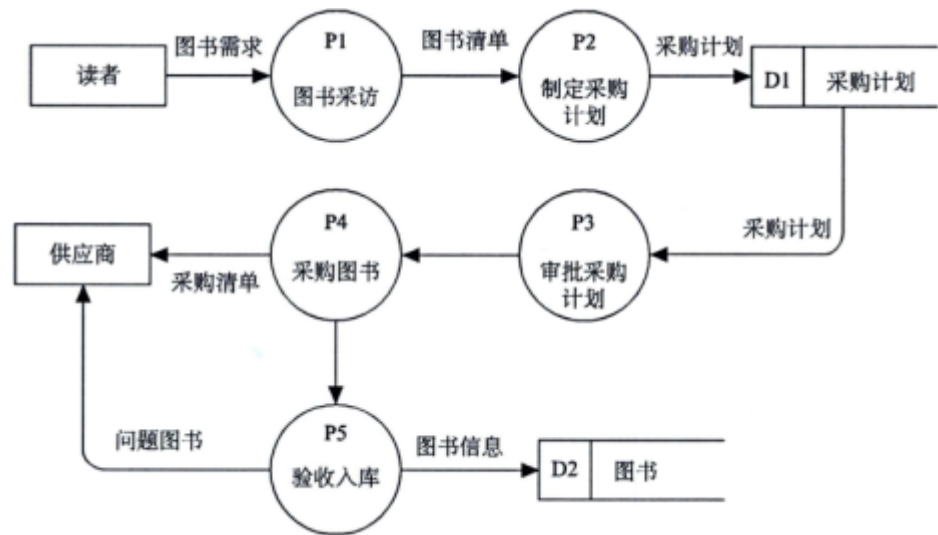 读者
图书需求
P1
图书采访
图书清单
P2
制定采购
计划
采购计划
D1
采购计划
采购计划
P3
审批采购
计划
P4
采购图书
采购清单
供应商
问题图书
P5
验收入库
图书信息
D2
图书